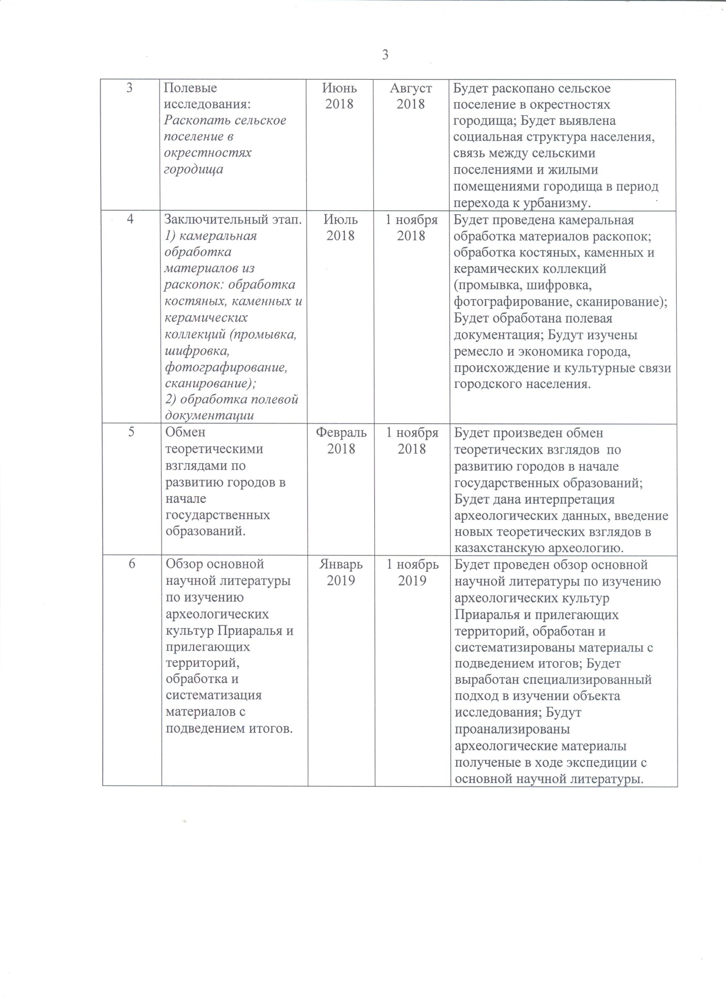 3
3
Полевые
исследования:
Раскопать сельское
поселение в
окрестностях
городища
Июнь
2018
Август
2018
Будет раскопано сельское
поселение в окрестностях
городища; Будет выявлена
социальная структура населения,
связь между сельскими
поселениями и жилыми
помещениями городища в период
перехода к урбанизму.
4
Заключительный этап.
1) камеральная
обработка
материалов из
раскопок: обработка
костяных, каменных и
керамических
коллекций (промывка,
шифровка,
фотографирование,
сканирование);
2) обработка полевой
документации
Июль
2018
1 ноября
2018
Будет проведена камеральная
обработка материалов раскопок;
обработка костяных, каменных и
керамических коллекций
(промывка, шифровка,
фотографирование, сканирование);
Будет обработана полевая
документация; Будут изучены
ремесло и экономика города,
происхождение и культурные связи
городского населения.
5
Обмен
теоретическими
взглядами по
развитию городов в
начале
государственных
образований.
Февраль
2018
1 ноября
2018
Будет произведен обмен
теоретических взглядов по
развитию городов в начале
государственных образований;
Будет дана интерпретация
археологических данных, введение
новых теоретических взглядов в
казахстанскую археологию.
6
Обзор основной
научной литературы
по изучению
археологических
культур Приаралья и
прилегающих
территорий,
обработка и
систематизация
материалов с
подведением итогов.
Январь
2019
1 ноябрь
2019
Будет проведен обзор основной
научной литературы по изучению
археологических культур
Приаралья и прилегающих
территорий, обработан и
систематизированы материалы с
подведением итогов; Будет
выработан специализированный
подход в изучении объекта
исследования; Будут
проанализированы
археологические материалы
полученые в ходе экспедиции с
основной научной литературы.